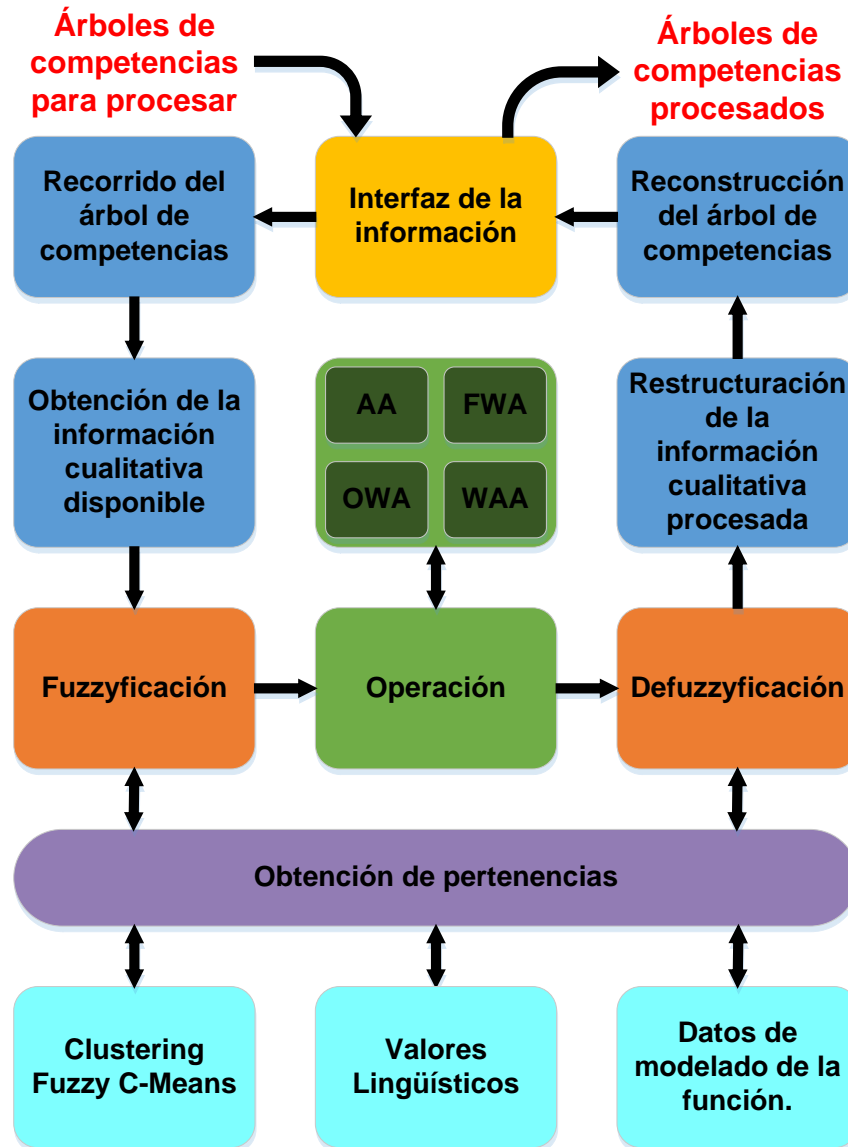 Árboles de
competencias
para procesar
Árboles de
competencias
procesados
Recorrido del
árbol de
competencias
Interfaz de la
información
Reconstrucción
del árbol de
competencias
Obtención de la
información
cualitativa
disponible
AA
FWA
OWA
WAA
Restructuración
de la
información
cualitativa
procesada
Fuzzyficación
Operación
Defuzzyficación
Obtención de pertenencias
Clustering
Fuzzy C-Means
Valores
Lingüísticos
Datos de
modelado de la
función.